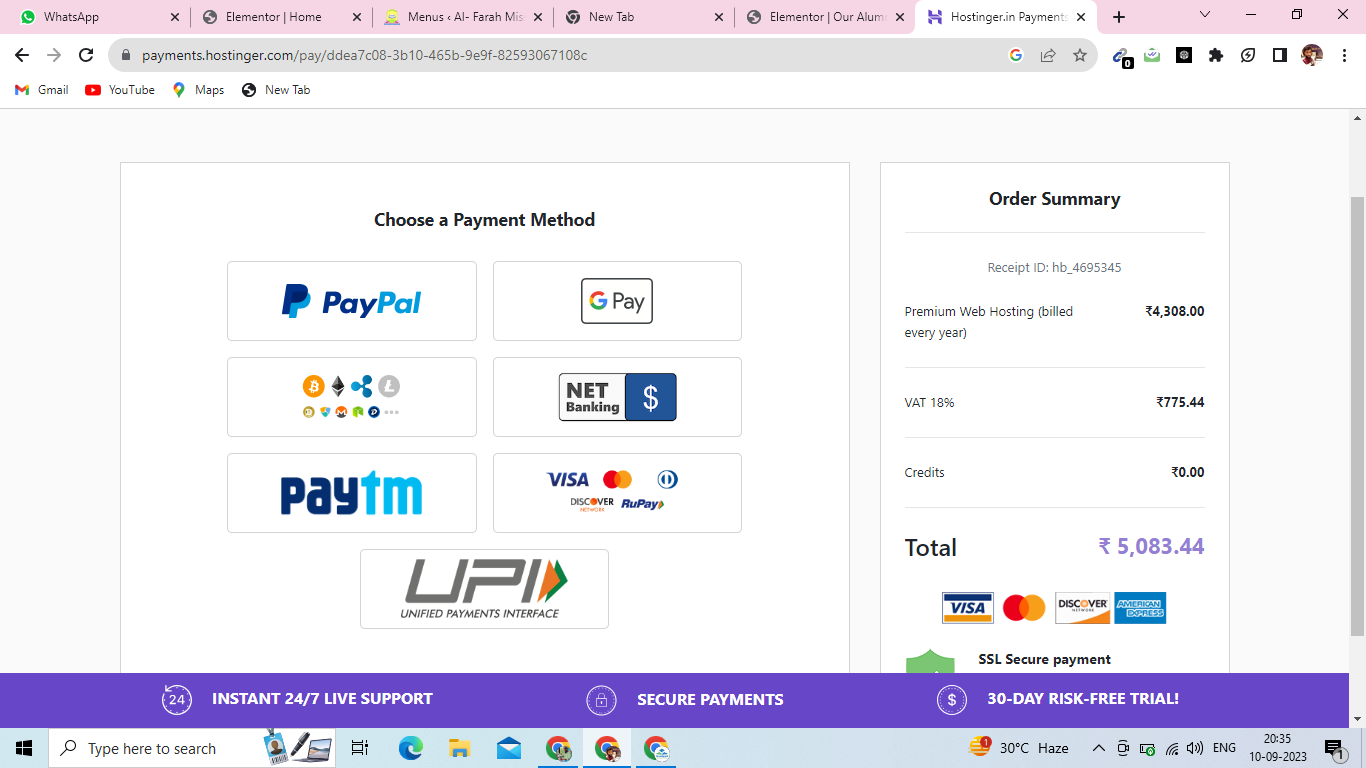 WhatsApp
Elementor | Home
Menus ‹ Al- Farah Mis
New Tab
Elementor | Our Alum
Hostinger.in Payments
payments.hostinger.com/pay/ddea7c08-3b10-465b-9e9f-82593067108c
0
Gmail
YouTube
Maps
New Tab
Choose a Payment Method
PayPal
G Pay
NET
Banking
$
paytm
VISA
DISCOVER
NETWORK
RuPay
UPI
UNIFIED PAYMENTS INTERFACE
Order Summary
Receipt ID: hb_4695345
Premium Web Hosting (billed
every year)
₹4,308.00
VAT 18%
₹775.44
Credits
₹0.00
Total
₹ 5,083.44
VISA
DISCOVER
NETWORK
AMERICAN
EXPRESS
SSL Secure payment
24
INSTANT 24/7 LIVE SUPPORT
SECURE PAYMENTS
$
30-DAY RISK-FREE TRIAL!
Type here to search
1
30°C Haze
ENG
20:35
10-09-2023
1